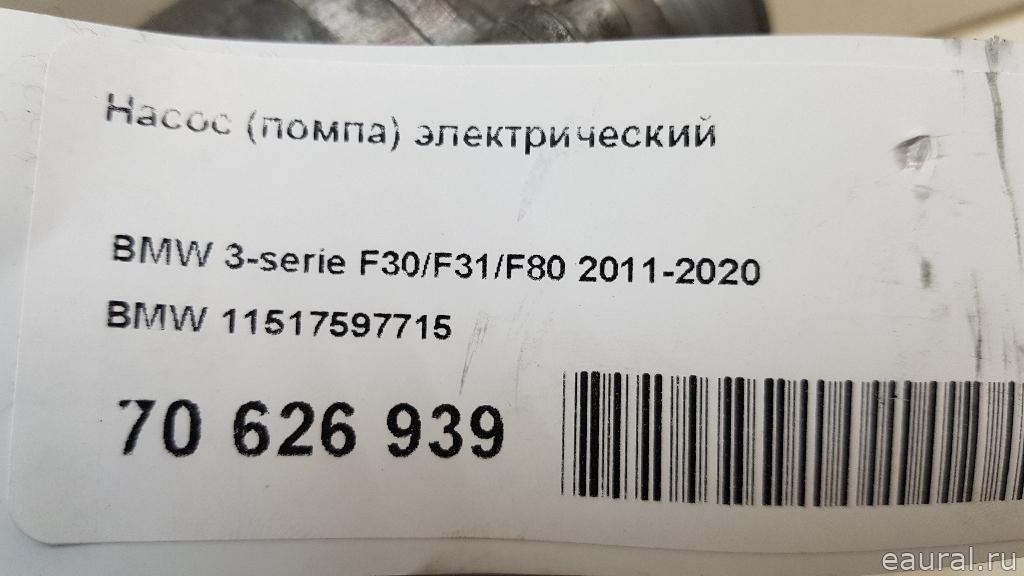 Насос (помпа) электрический
BMW 3-serie F30/F31/F80 2011-2020
BMW 11517597715
70 626 939
eaural.ru